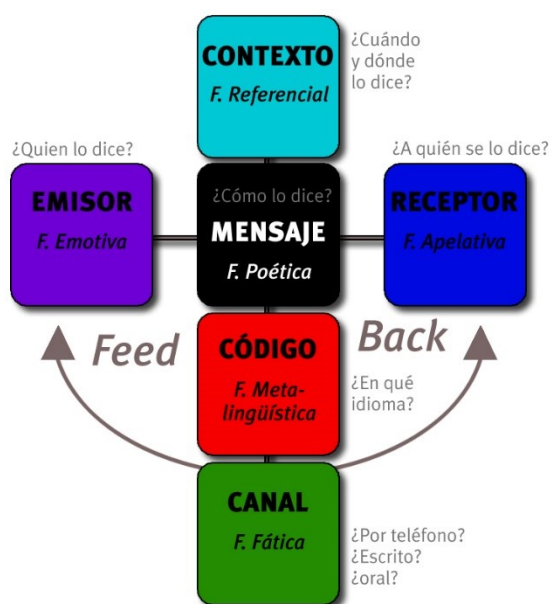 CONTEXTO
F. Referencial
¿Cuándo
y dónde
lo dice?
¿Quien lo dice?
EMISOR
F. Emotiva
¿Cómo lo dice?
MENSAJE
F. Poética
¿A quién se lo dice?
RECEPTOR
F. Apelativa
Feed
Back
CÓDIGO
F. Meta-
lingüística
¿En qué
idioma?
CANAL
F. Fática
¿Por teléfono?
¿Escrito?
¿oral?